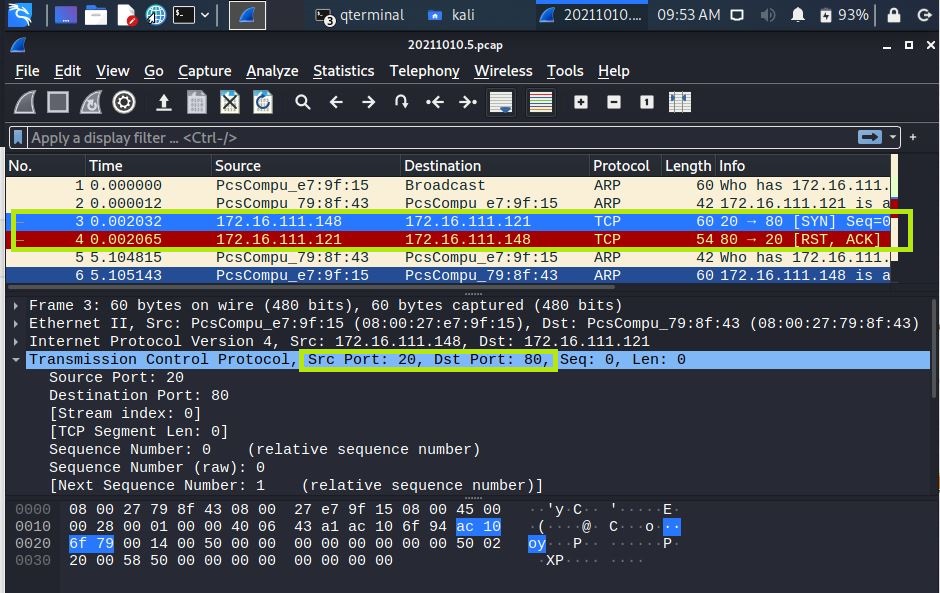 3 qterminal kali 20211010.... 09:53 AM 93%
20211010.5.pcap
File Edit View Go Capture Analyze Statistics Telephony Wireless Tools Help
Apply a display filter ... <Ctrl-/>
No. Time Source Destination Protocol Length Info
1 0.000000 PcsCompu_e7:9f:15 Broadcast ARP 60 Who has 172.16.111.
2 0.000012 PcsCompu_79:8f:43 PcsCompu_e7:9f:15 ARP 42 172.16.111.121 is a
3 0.002032 172.16.111.148 172.16.111.121 TCP 60 20 → 80 [SYN] Seq=0
4 0.002065 172.16.111.121 172.16.111.148 TCP 54 80 → 20 [RST, ACK]
5 5.104815 PcsCompu_79:8f:43 PcsCompu_e7:9f:15 ARP 42 Who has 172.16.111.
6 5.105143 PcsCompu_e7:9f:15 PcsCompu_79:8f:43 ARP 60 172.16.111.148 is a
Frame 3: 60 bytes on wire (480 bits), 60 bytes captured (480 bits)
Ethernet II, Src: PcsCompu_e7:9f:15 (08:00:27:e7:9f:15), Dst: PcsCompu_79:8f:43 (08:00:27:79:8f:43)
Internet Protocol Version 4, Src: 172.16.111.148, Dst: 172.16.111.121
Transmission Control Protocol, Src Port: 20, Dst Port: 80, Seq: 0, Len: 0
Source Port: 20
Destination Port: 80
[Stream index: 0]
[TCP Segment Len: 0]
Sequence Number: 0 (relative sequence number)
Sequence Number (raw): 0
[Next Sequence Number: 1 (relative sequence number)]
0000 08 00 27 79 8f 43 08 00 27 e7 9f 15 08 00 45 00 ··'y·C·· '·····E·
0010 00 28 00 01 00 00 40 06 43 a1 ac 10 6f 94 ac 10 ·(····@· C···o···
0020 6f 79 00 14 00 50 00 00 00 00 00 00 00 00 50 02 oy···P·· ······P·
0030 20 00 58 50 00 00 00 00 00 00 00 00 ·XP···· ····